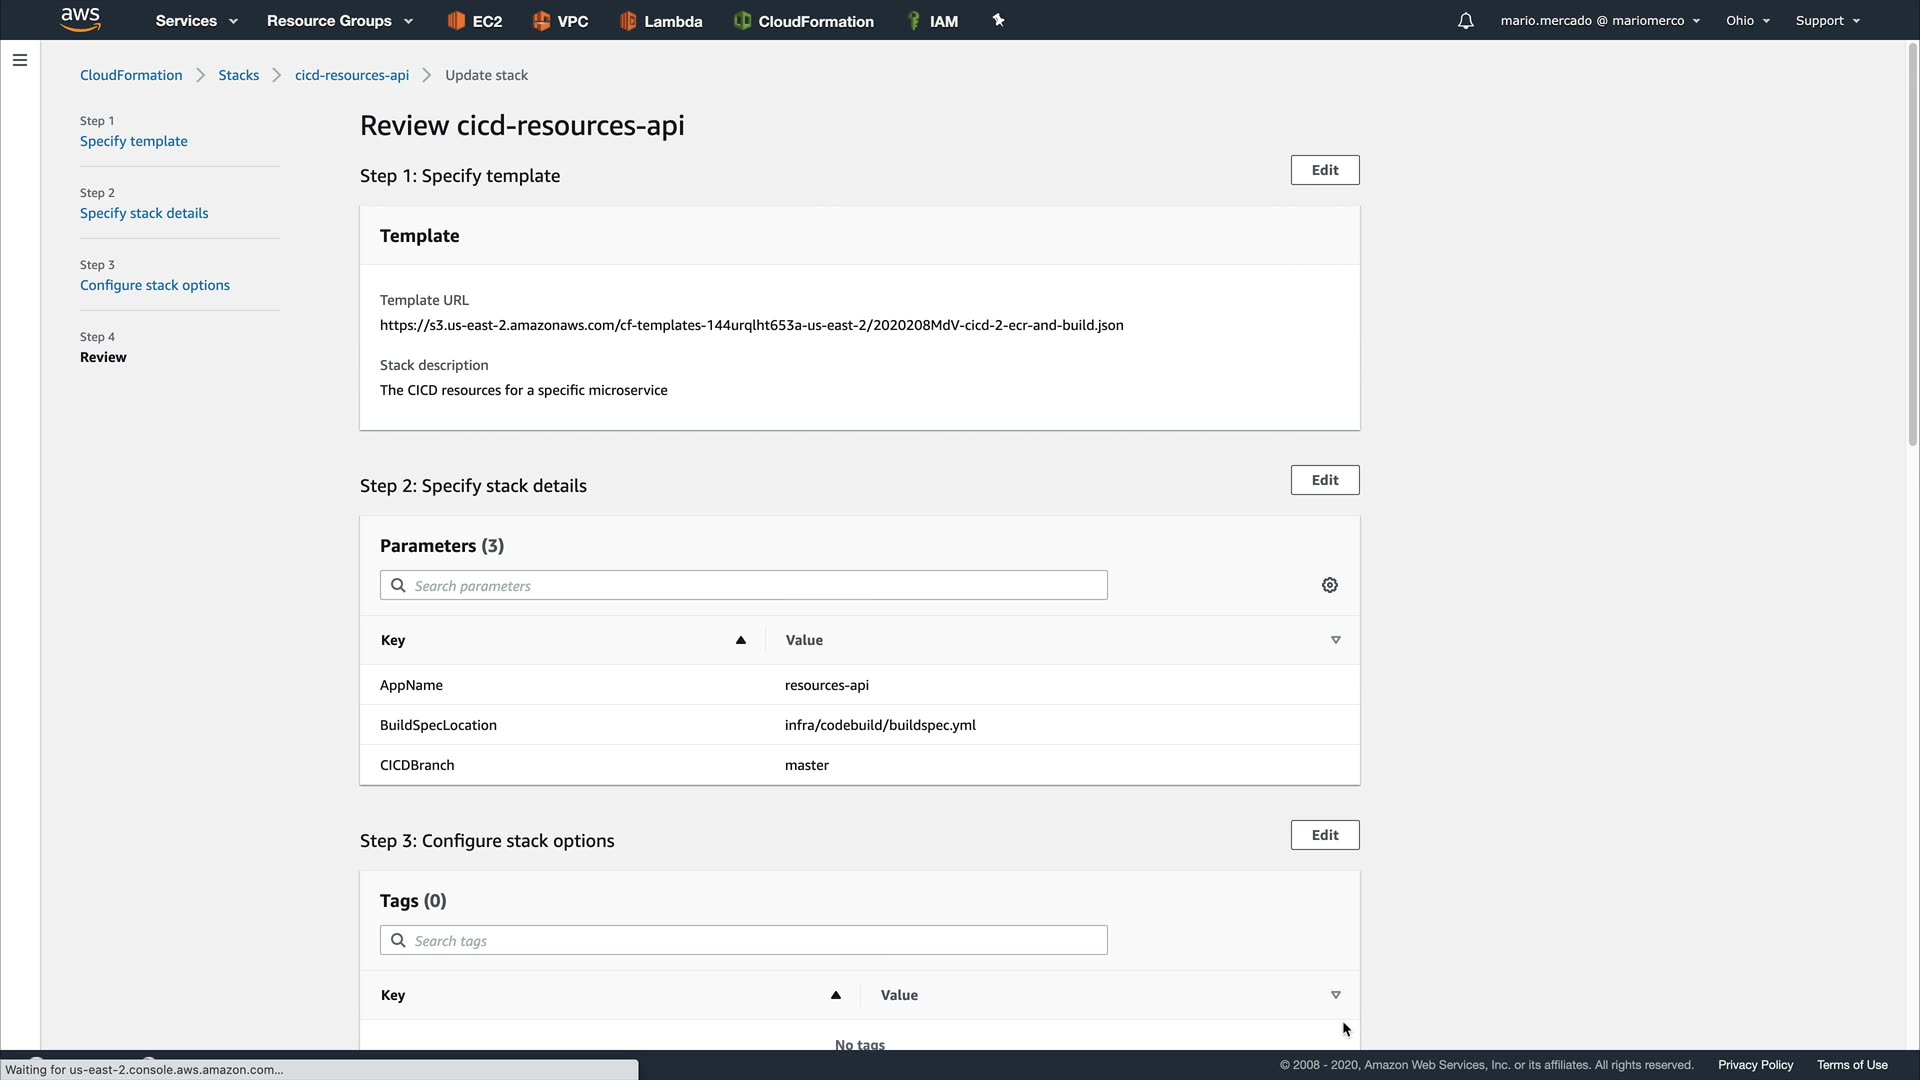 aws
Services
Resource Groups
EC2
VPC
Lambda
CloudFormation
IAM
mario.mercado @ mariomerco
Ohio
Support
CloudFormation
Stacks
cicd-resources-api
Update stack
Step 1
Specify template
Step 2
Specify stack details
Step 3
Configure stack options
Step 4
Review
Review cicd-resources-api
Step 1: Specify template
Edit
Template
Template URL
https://s3.us-east-2.amazonaws.com/cf-templates-144urqlht653a-us-east-2/2020208MdV-cicd-2-ecr-and-build.json
Stack description
The CICD resources for a specific microservice
Step 2: Specify stack details
Edit
Parameters (3)
Search parameters
Key Value
AppName resources-api
BuildSpecLocation infra/codebuild/buildspec.yml
CICDBranch master
Step 3: Configure stack options
Edit
Tags (0)
Search tags
Key Value
No tags
Waiting for us-east-2.console.aws.amazon.com...
© 2008 - 2020, Amazon Web Services, Inc. or its affiliates. All rights reserved.
Privacy Policy
Terms of Use